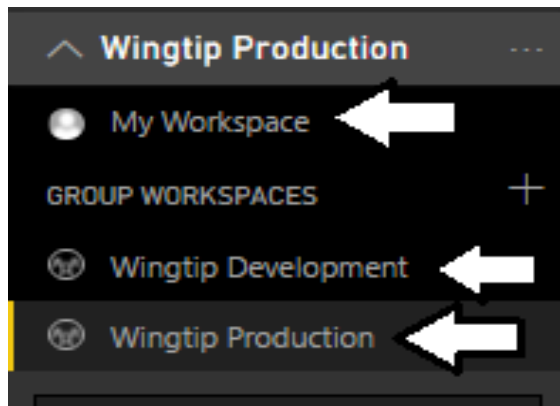 Wingtip Production
My Workspace
GROUP WORKSPACES
Wingtip Development
Wingtip Production